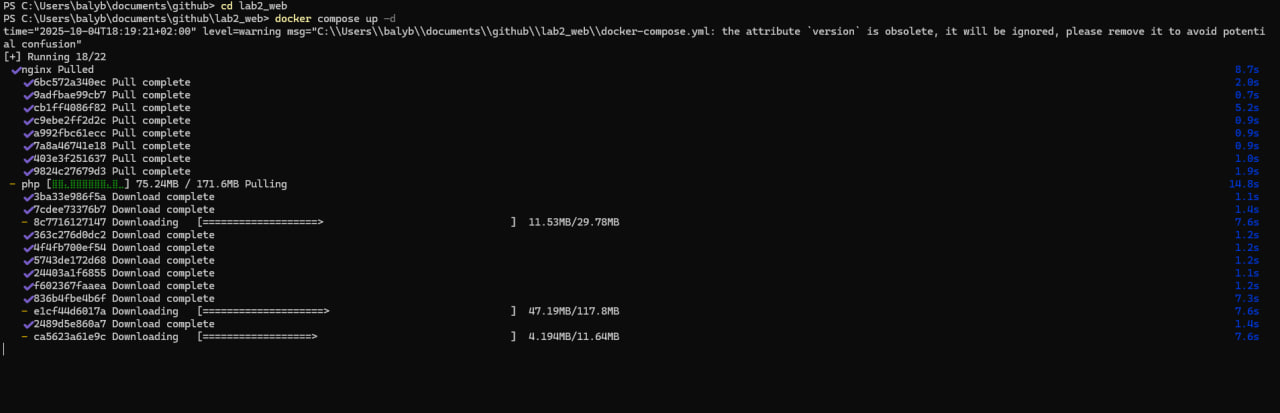 PS C:\Users\balyb\documents\github> cd lab2_web
PS C:\Users\balyb\documents\github\lab2_web> docker compose up -d
time="2025-10-04T18:19:21+02:00" level=warning msg="C:\\Users\\balyb\\documents\\github\\lab2_web\\docker-compose.yml: the attribute `version` is obsolete, it will be ignored, please remove it to avoid potenti
al confusion"
[+] Running 18/22
✔nginx Pulled 8.7s
✔6bc572a340ec Pull complete 2.0s
✔9adfbae99cb7 Pull complete 0.7s
✔cb1ff4086f82 Pull complete 5.2s
✔c9ebe2ff2d2c Pull complete 0.9s
✔a992fbc61ecc Pull complete 0.9s
✔7a8a46741e18 Pull complete 0.9s
✔403e3f251637 Pull complete 1.0s
✔9824c27679d3 Pull complete 1.9s
- php [⣿⣿⣄⣿⣿⣿⣿⣿⣿⣄⣿⣀] 75.24MB / 171.6MB Pulling 14.8s
✔3ba33e986f5a Download complete 1.1s
✔7cdee73376b7 Download complete 1.4s
- 8c7716127147 Downloading [===================> ] 11.53MB/29.78MB 7.6s
✔363c276d0dc2 Download complete 1.2s
✔4f4fb700ef54 Download complete 1.2s
✔5743de172d68 Download complete 1.2s
✔24403a1f6855 Download complete 1.1s
✔f602367faaea Download complete 1.2s
✔836b4fbe4b6f Download complete 7.3s
- e1cf44d6017a Downloading [====================> ] 47.19MB/117.8MB 7.6s
✔2489d5e860a7 Download complete 1.4s
- ca5623a61e9c Downloading [==================> ] 4.194MB/11.64MB 7.6s